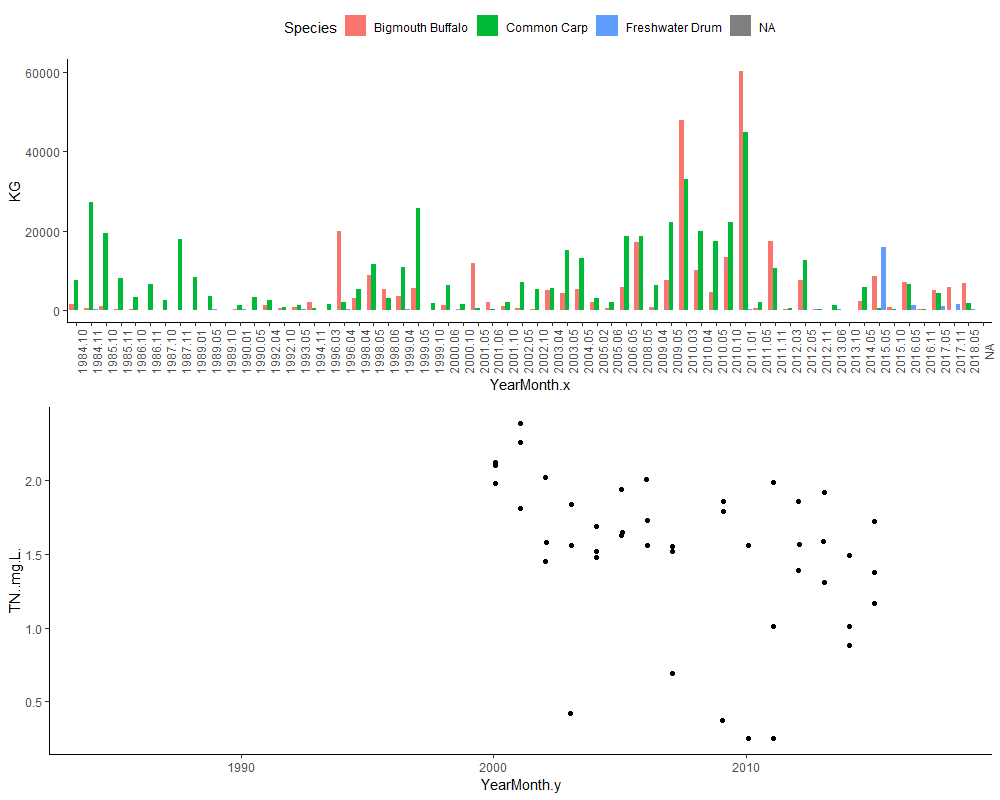 Species Bigmouth Buffalo Common Carp Freshwater Drum NA
60000
40000
20000
0
KG
1984.10 1984.11 1985.10 1985.11 1986.10 1986.11 1987.10 1987.11 1989.01 1989.05 1989.10 1990.01 1990.05 1990.10 1992.04 1992.10 1993.05 1994.11 1996.03 1996.04 1998.04 1998.05 1998.06 1999.05 1999.10 2000.06 2000.10 2001.05 2001.06 2001.10 2002.05 2002.10 2003.04 2003.05 2004.05 2005.02 2005.06 2006.05 2008.05 2009.04 2009.05 2010.03 2010.04 2010.05 2010.10 2011.01 2011.05 2011.11 2012.03 2012.05 2012.11 2013.06 2013.10 2014.05 2015.05 2015.10 2016.05 2016.11 2017.05 2017.11 2018.05 NA
YearMonth.x
2.0
1.5
1.0
0.5
TN..mg.L.
1990 2000 2010
YearMonth.y